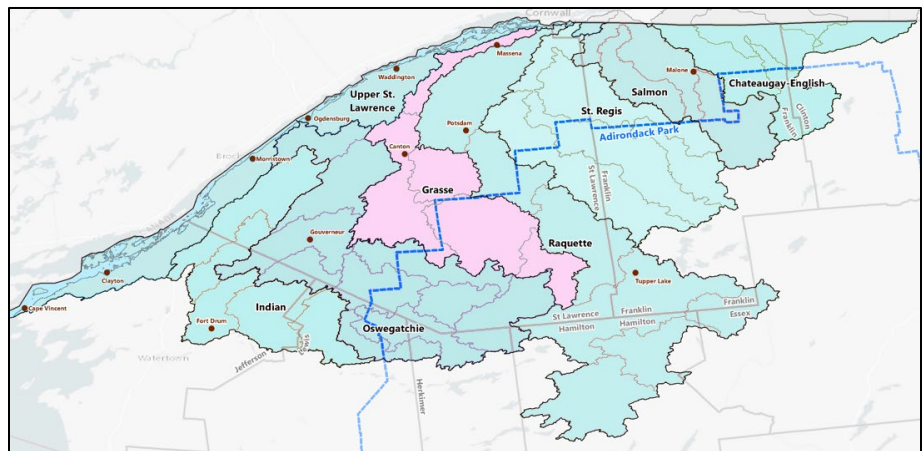 Cornwall
Massena
Waddington
Malone
Chateaugay-English
Upper St.
Lawrence
Salmon
St. Regis
Ogdensburg
Adirondack Park
Clinton
Franklin
Potsdam
Canton
Morristown
Grasse
St Lawrence
Franklin
Gouverneur
Raquette
Clayton
Tupper Lake
Cape Vincent
Indian
Fort Drum
Oswegatchie
St Lawrence
Hamilton
Franklin
Hamilton
Franklin
Essex
Watertown
Jefferson
Lewis
Herkimer